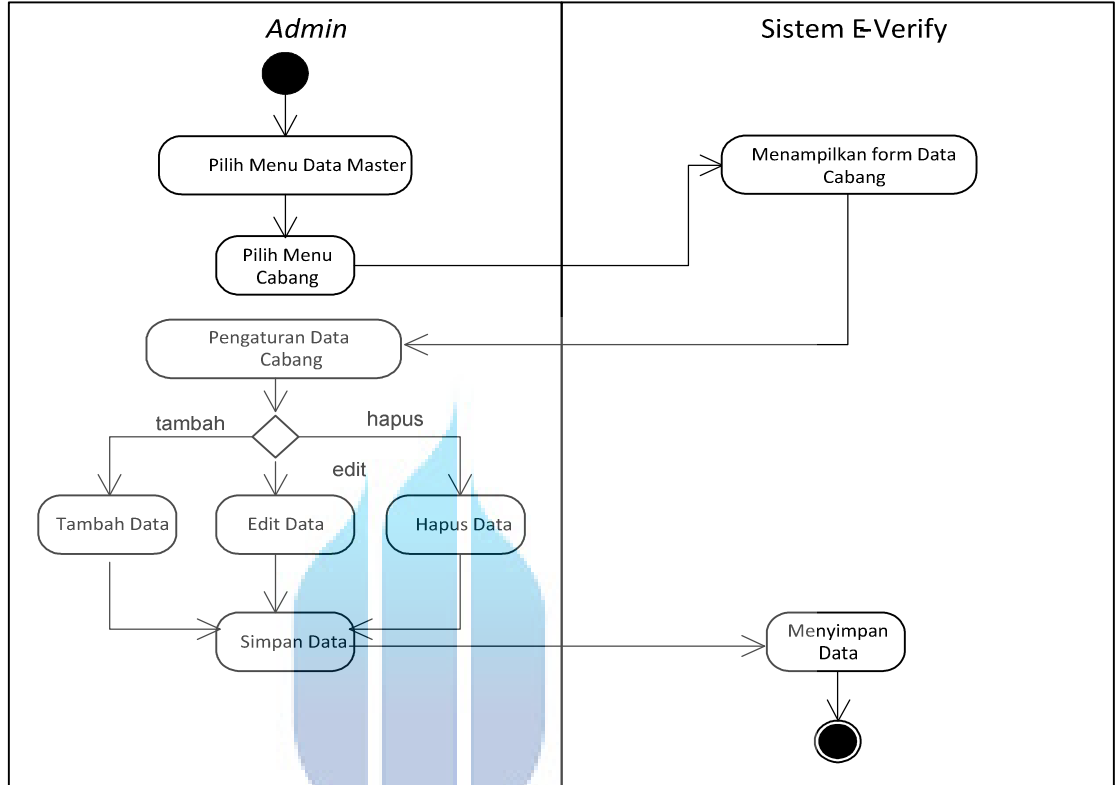 Admin
Sistem E-Verify
Pilih Menu Data Master
Menampilkan form Data
Cabang
Pilih Menu
Cabang
Pengaturan Data
Cabang
tambah
hapus
edit
Tambah Data
Edit Data
Hapus Data
Simpan Data
Menyimpan
Data